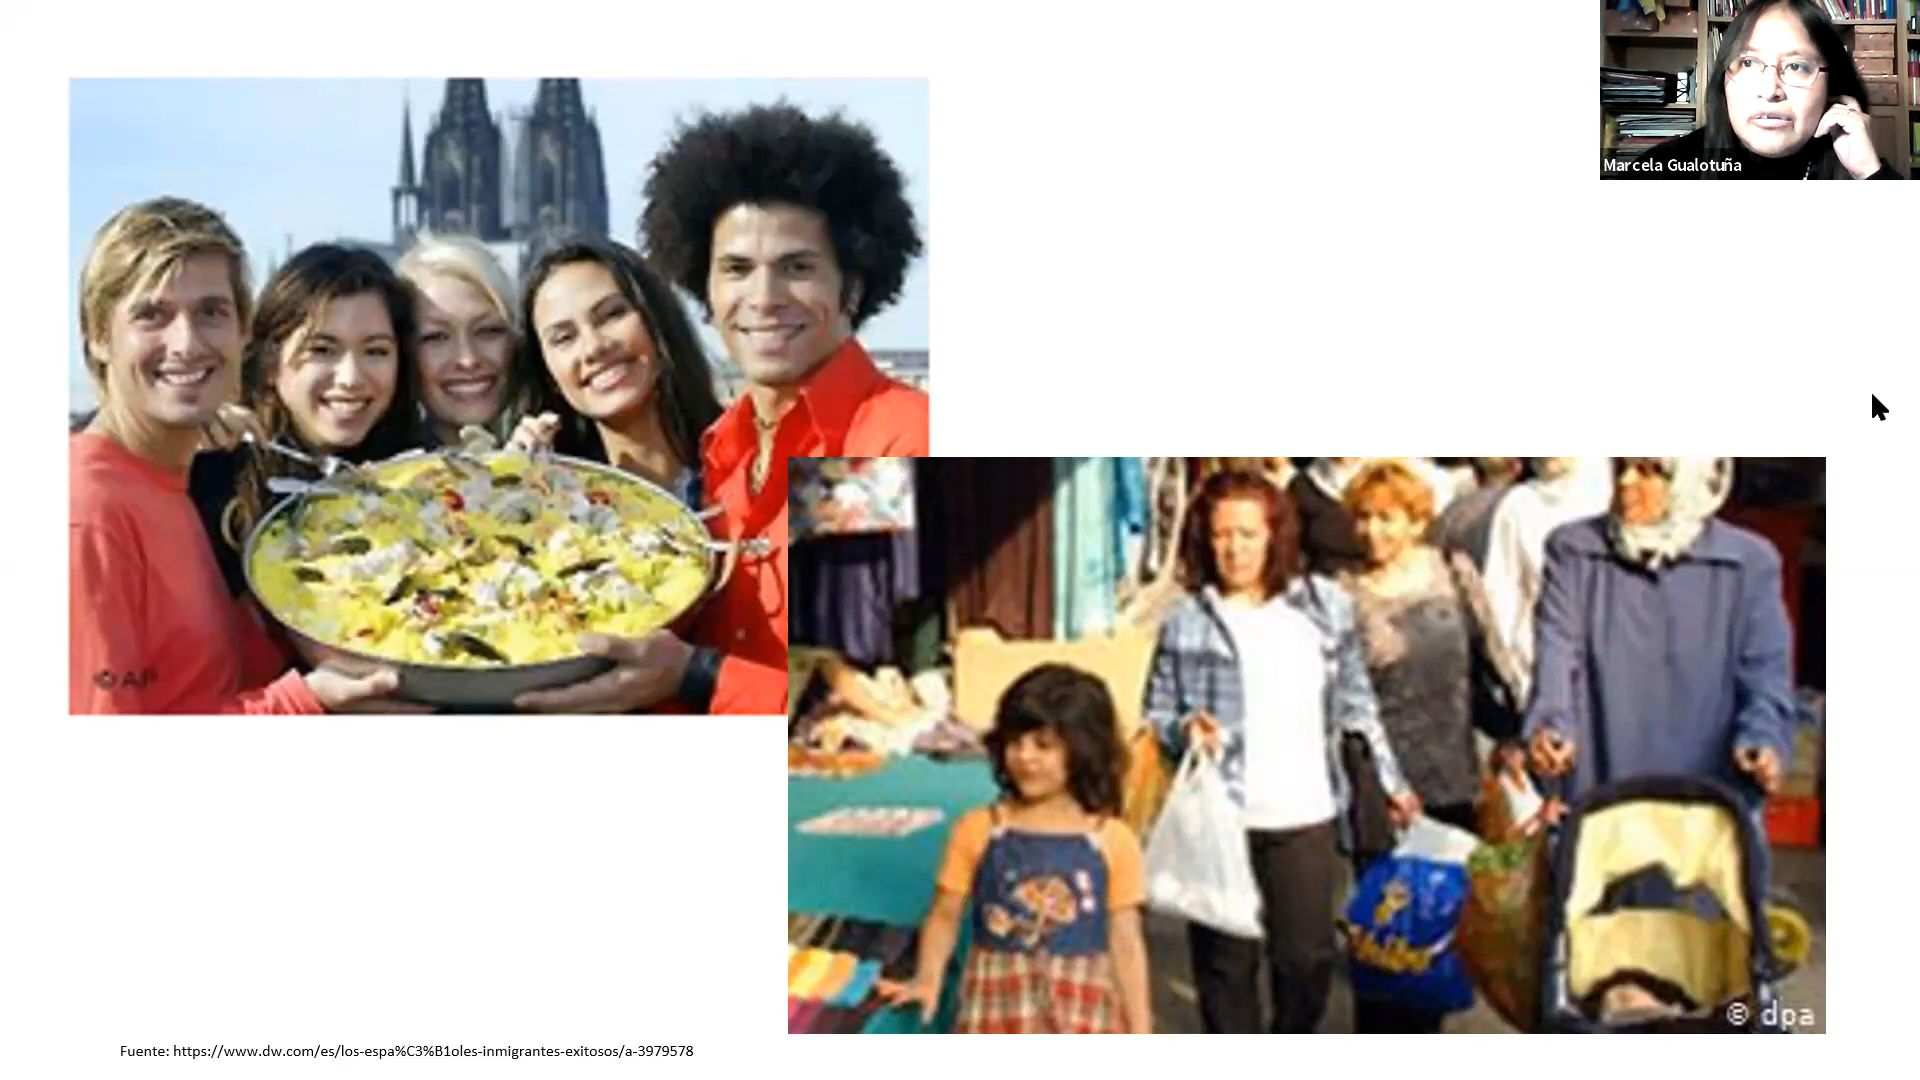 Marcela Gualotuña
© AP
© dpa
Fuente: https://www.dw.com/es/los-espa%C3%B1oles-inmigrantes-exitosos/a-3979578